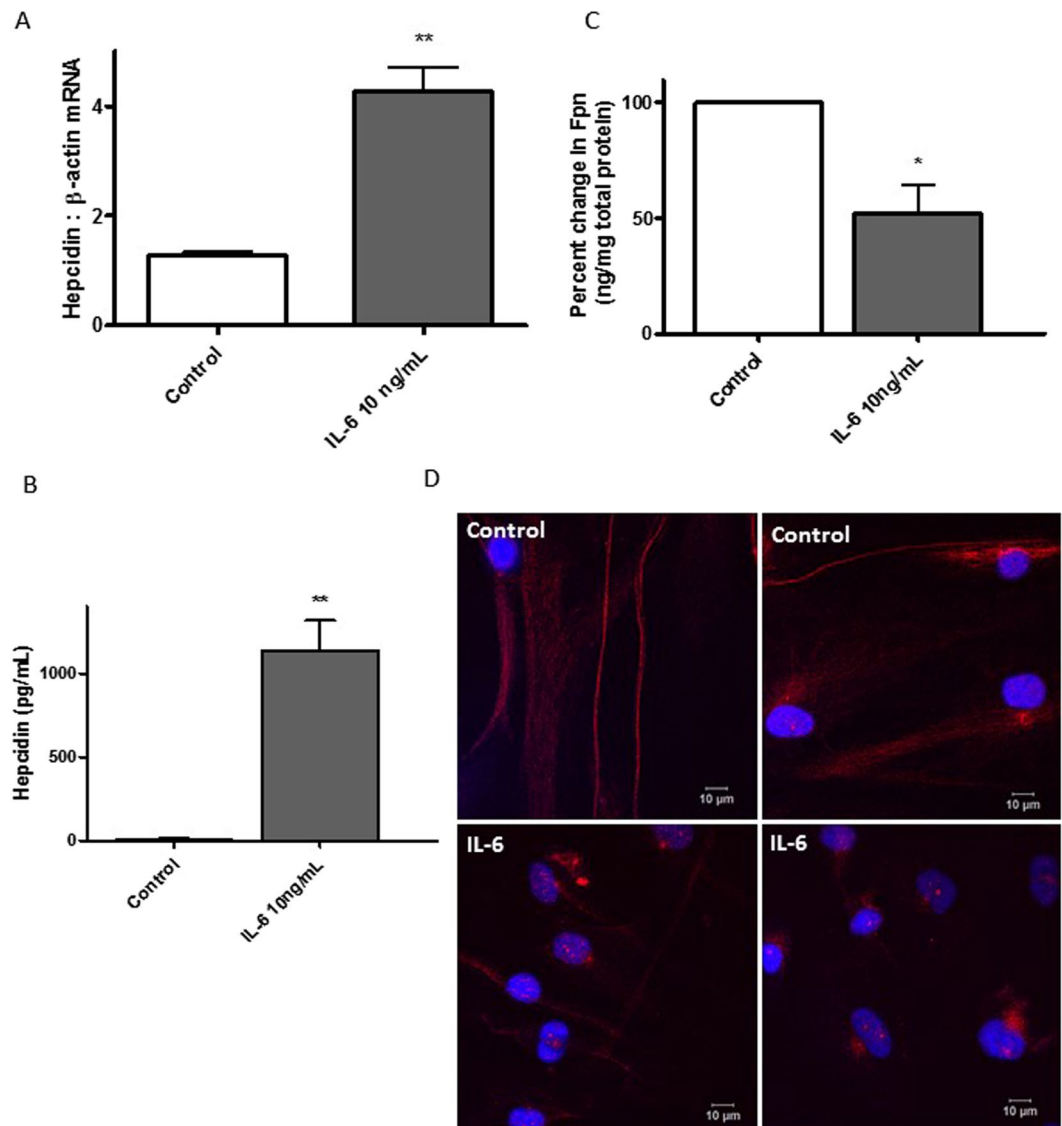 A
**
Hepcidin : β-actin mRNA
4
2
0
Control
IL-6 10 ng/mL
B
**
Hepcidin (pg/mL)
1000
500
0
Control
IL-6 10ng/mL
C
Percent change in Fpn
(ng/mg total protein)
100
50
0
*
Control
IL-6 10ng/mL
D
Control
10 µm
Control
10 µm
IL-6
10 µm
IL-6
10 µm